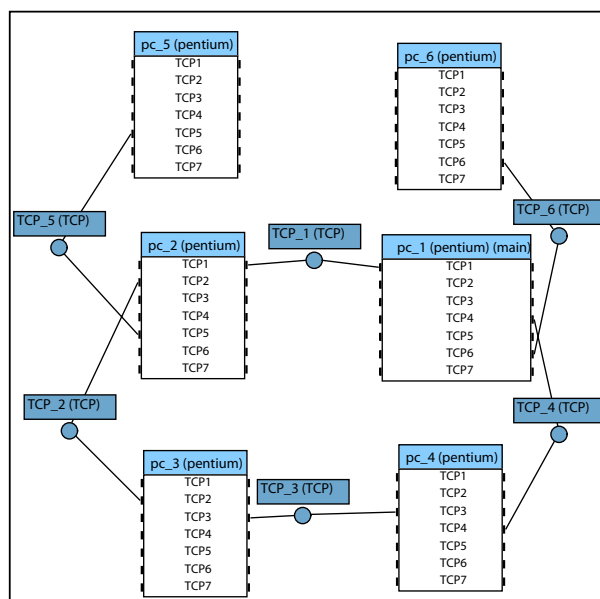 pc_5 (pentium)
TCP1
TCP2
TCP3
TCP4
TCP5
TCP6
TCP7
pc_6 (pentium)
TCP1
TCP2
TCP3
TCP4
TCP5
TCP6
TCP7
TCP_5 (TCP)
TCP_6 (TCP)
pc_2 (pentium)
TCP1
TCP2
TCP3
TCP4
TCP5
TCP6
TCP7
TCP_1 (TCP)
pc_1 (pentium) (main)
TCP1
TCP2
TCP3
TCP4
TCP5
TCP6
TCP7
TCP_2 (TCP)
TCP_4 (TCP)
pc_3 (pentium)
TCP1
TCP2
TCP3
TCP4
TCP5
TCP6
TCP7
TCP_3 (TCP)
pc_4 (pentium)
TCP1
TCP2
TCP3
TCP4
TCP5
TCP6
TCP7